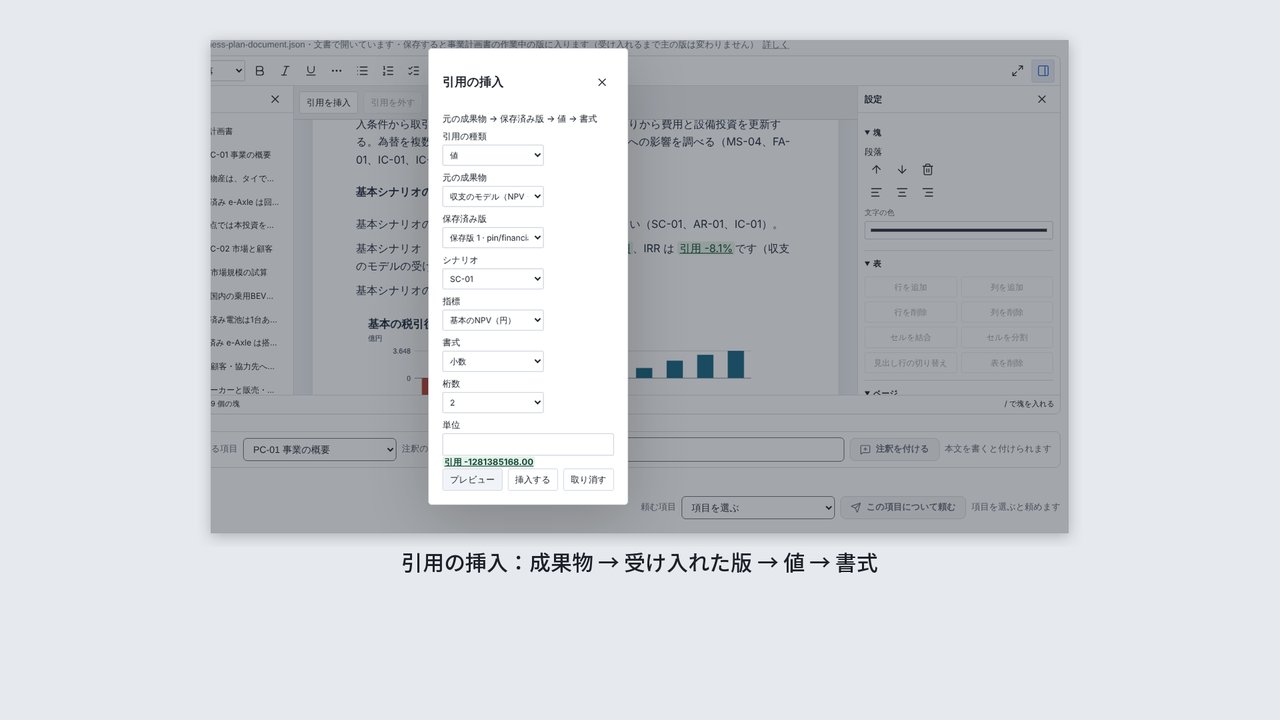 ess-plan-document.json・文書で開いています・保存すると事業計画書の作業中の版に入ります（受け入れるまで主の版は変わりません） 詳しく
引用を挿入
引用を外す
計画書
C-01 事業の概要
物産は、タイで…
済み e-Axle は回…
点では本投資を…
C-02 市場と顧客
市場規模の試算
国内の乗用BEV…
済み電池は1台あ…
済み e-Axle は搭…
顧客・協力先へ…
ーカーと販売・…
9 個の塊
入条件から取引
りから費用と設備投資を更新す
る。為替を複数
への影響を調べる（MS-04、FA-
01、IC-01、IC
基本シナリオの
基本シナリオの
い（SC-01、AR-01、IC-01）。
基本シナリオ
、IRR は 引用 -8.1% です（収支
のモデルの受け
基本シナリオの
基本の税引後
億円
3.648
0
引用の挿入
元の成果物 → 保存済み版 → 値 → 書式
引用の種類
値
元の成果物
収支のモデル（NPV
保存済み版
保存版 1 · pin/financia
シナリオ
SC-01
指標
基本のNPV（円）
書式
小数
桁数
2
単位
引用 -1281385168.00
プレビュー
挿入する
取り消す
設定
塊
段落
文字の色
表
行を追加
列を追加
行を削除
列を削除
セルを結合
セルを分割
見出し行の切り替え
表を削除
ページ
/ で塊を入れる
る項目
PC-01 事業の概要
注釈の
注釈を付ける
本文を書くと付けられます
頼む項目
項目を選ぶ
この項目について頼む
項目を選ぶと頼めます
引用の挿入：成果物 → 受け入れた版 → 値 → 書式